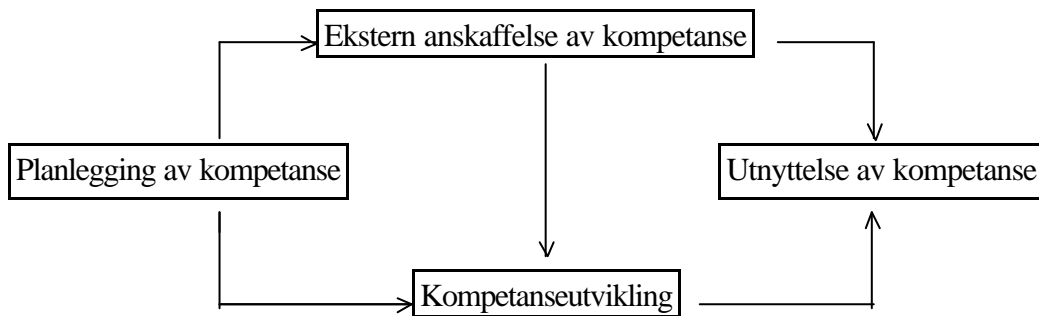 Ekstern anskaffelse av kompetanse
Planlegging av kompetanse
Utnyttelse av kompetanse
Kompetanseutvikling